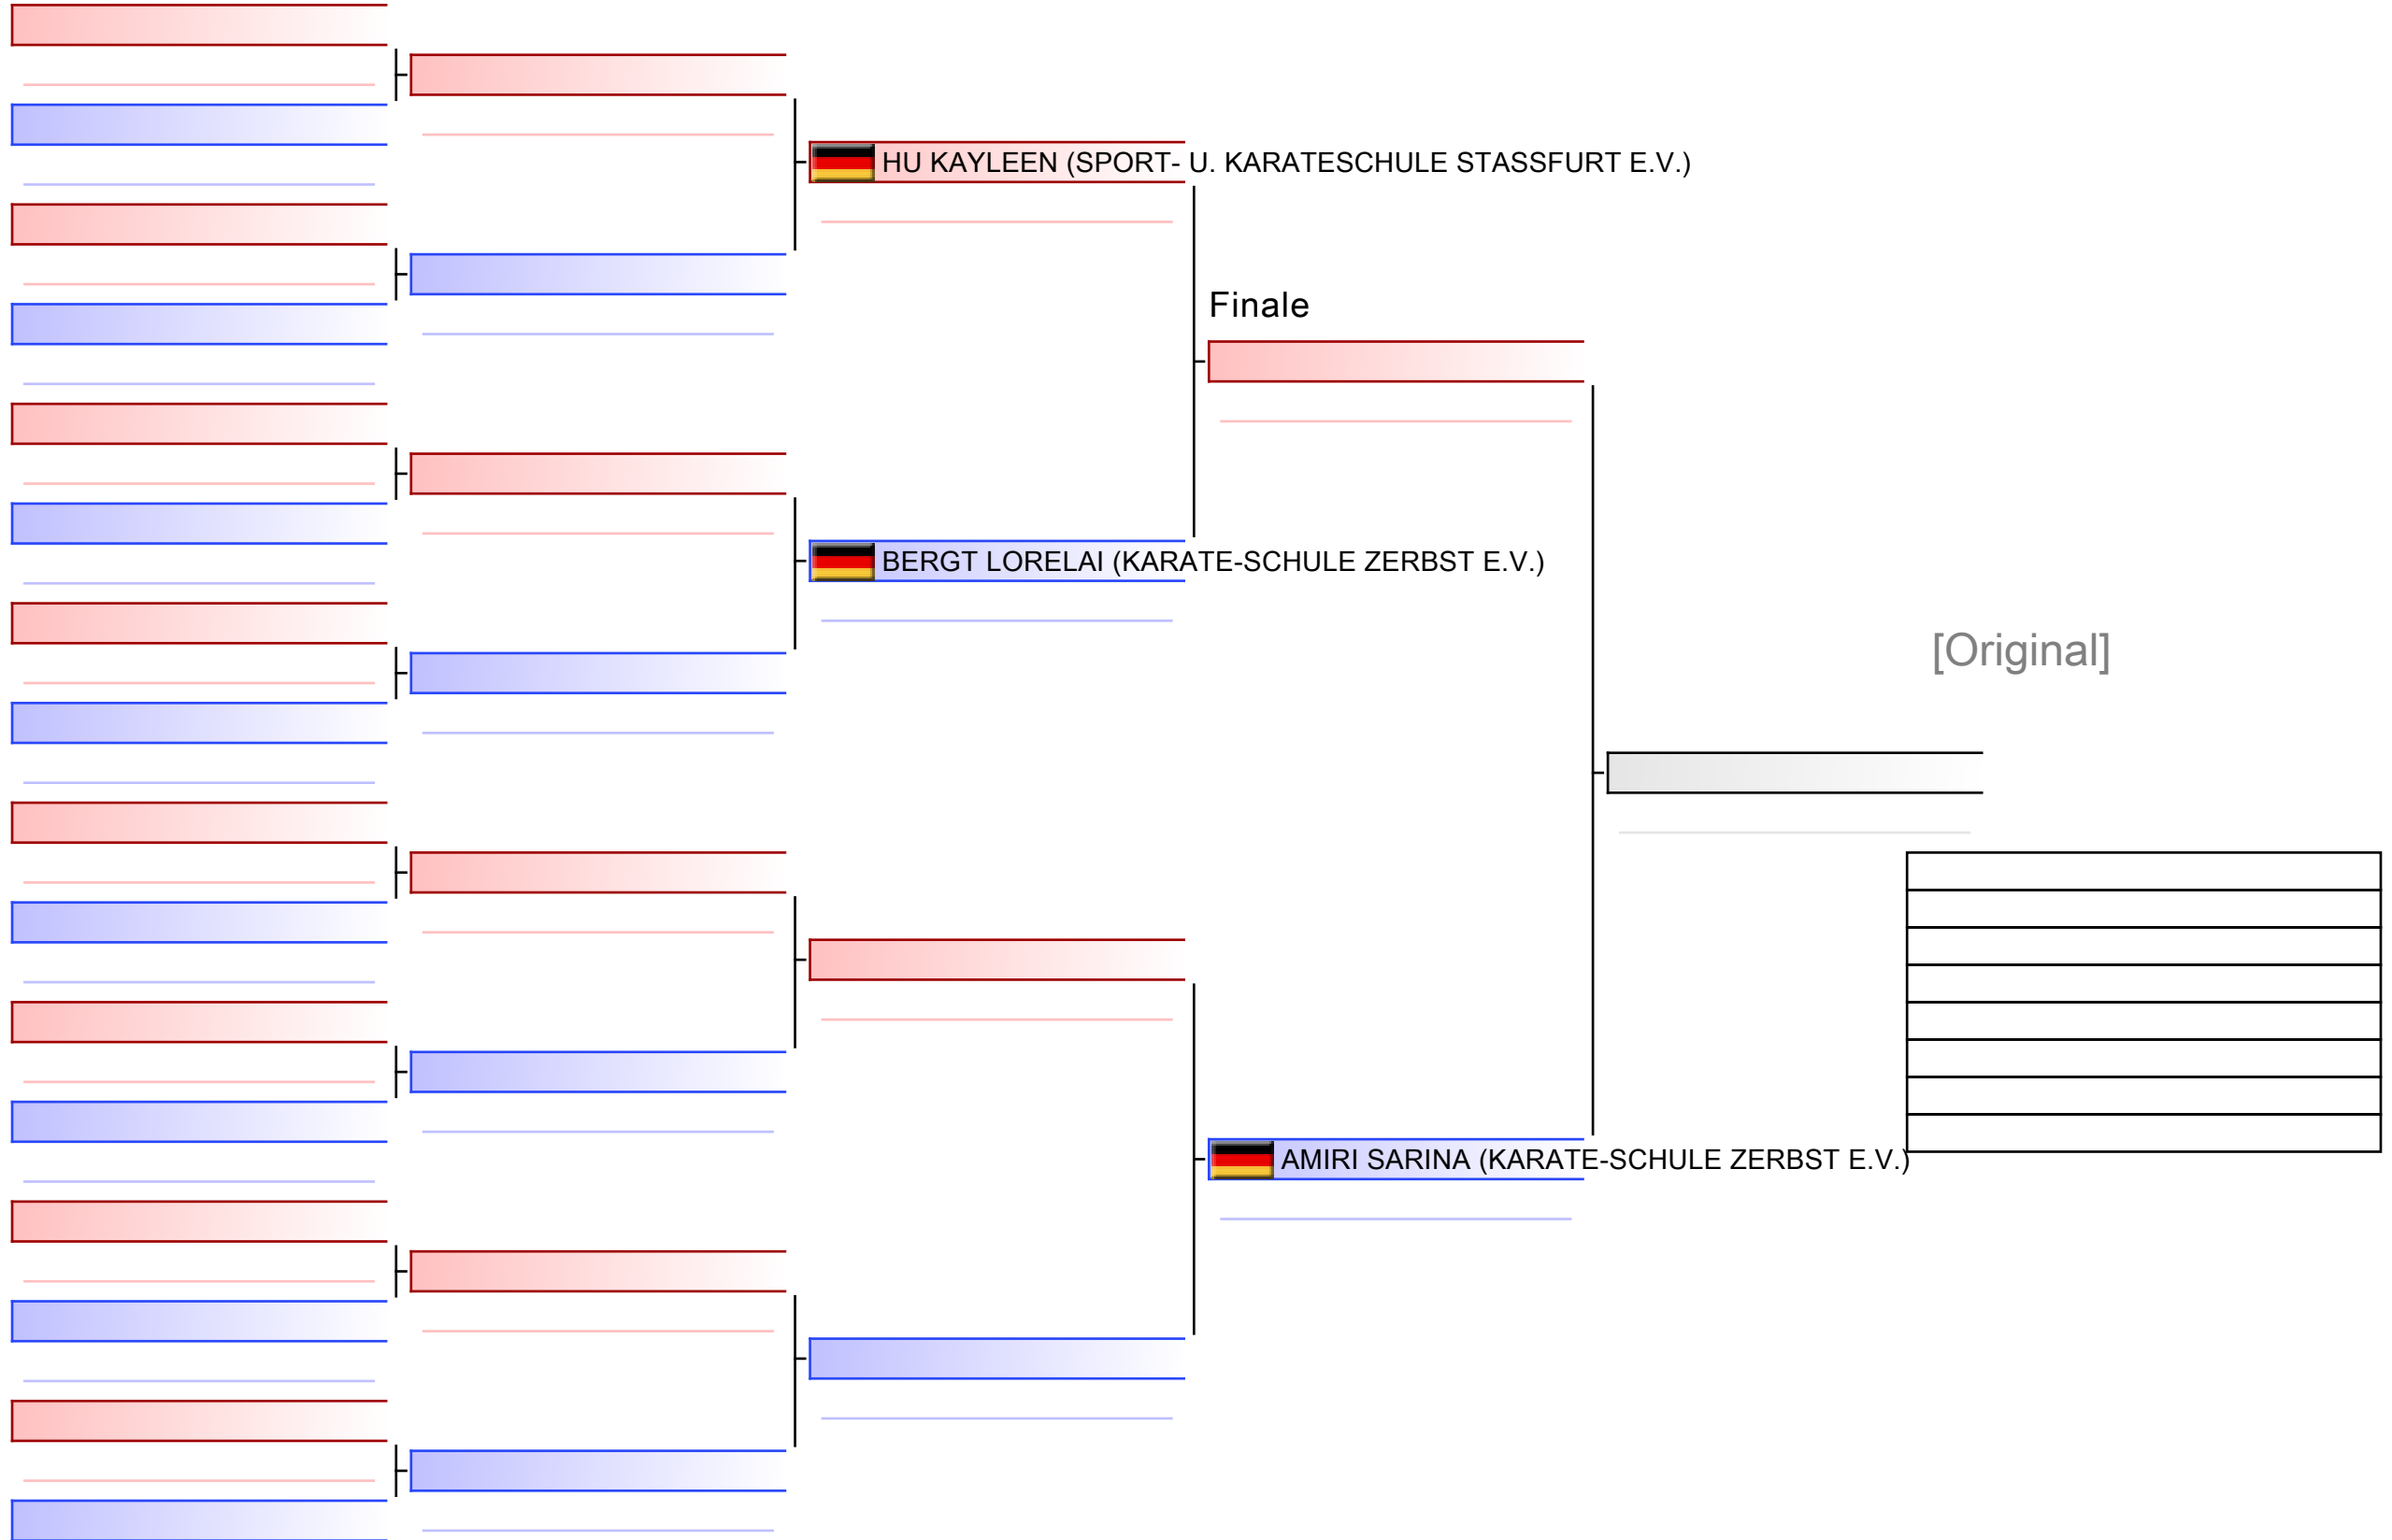 HU KAYLEEN (SPORT- U. KARATESCHULE STASSFURT E.V.)
Finale
BERGT LORELAI (KARATE-SCHULE ZERBST E.V.)
[Original]
AMIRI SARINA (KARATE-SCHULE ZERBST E.V.)